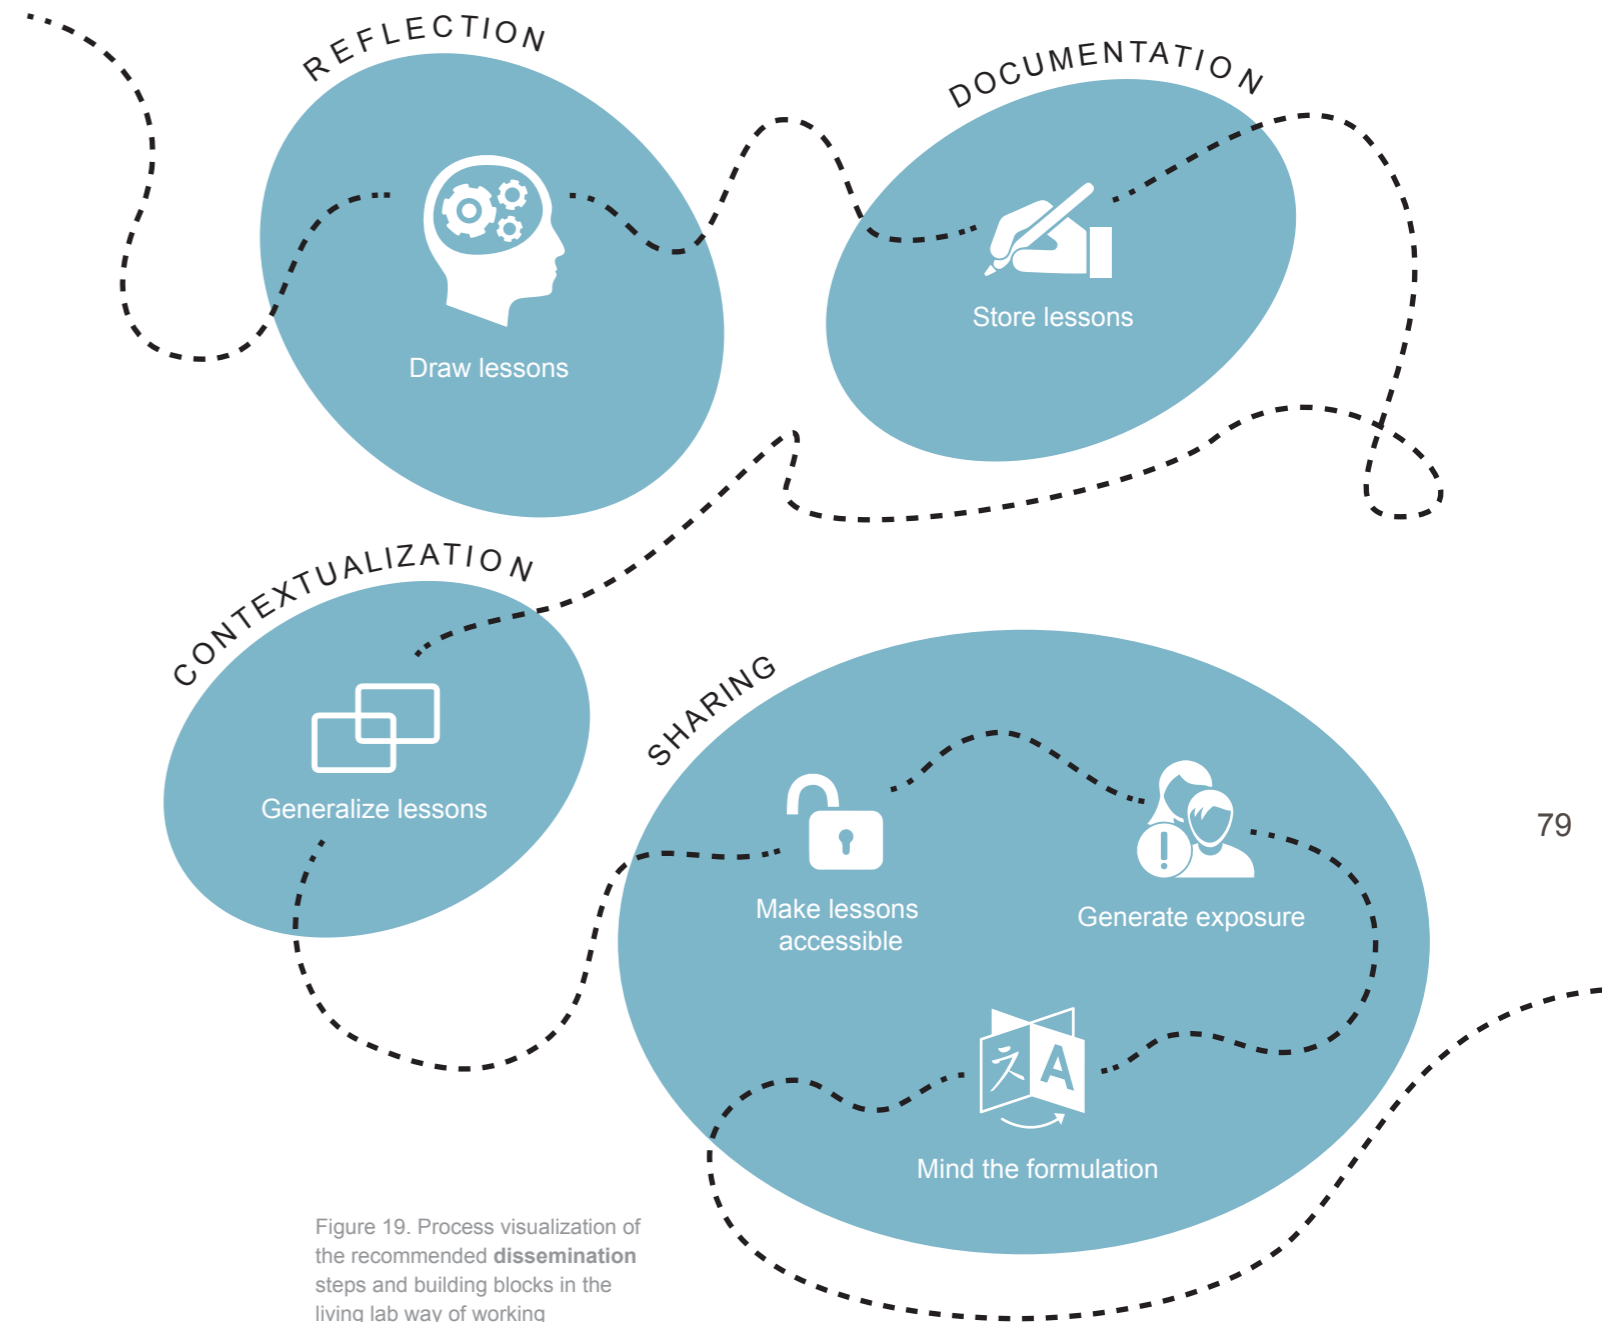 REFLECTION
Draw lessons
DOCUMENTATION
Store lessons
CONTEXTUALIZATION
Generalize lessons
SHARING
Make lessons
accessible
Generate exposure
A
Mind the formulation
79
Figure 19. Process visualization of
the recommended dissemination
steps and building blocks in the
living lab way of working